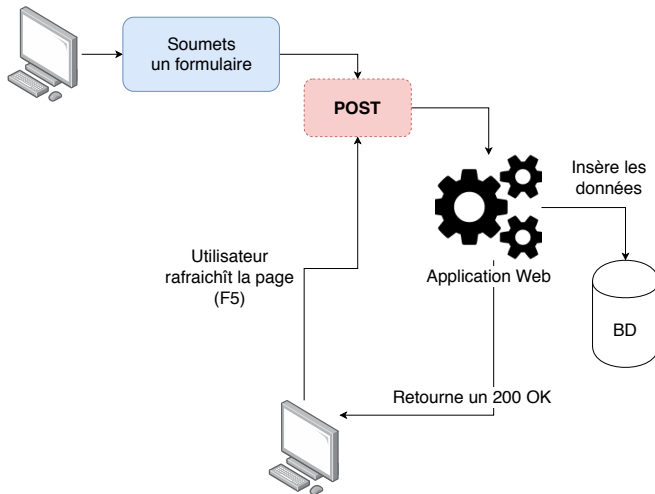 Soumets
un formulaire
POST
Insère les
données
Utilisateur
rafraichît la page
(F5)
Application Web
BD
Retourne un 200 OK